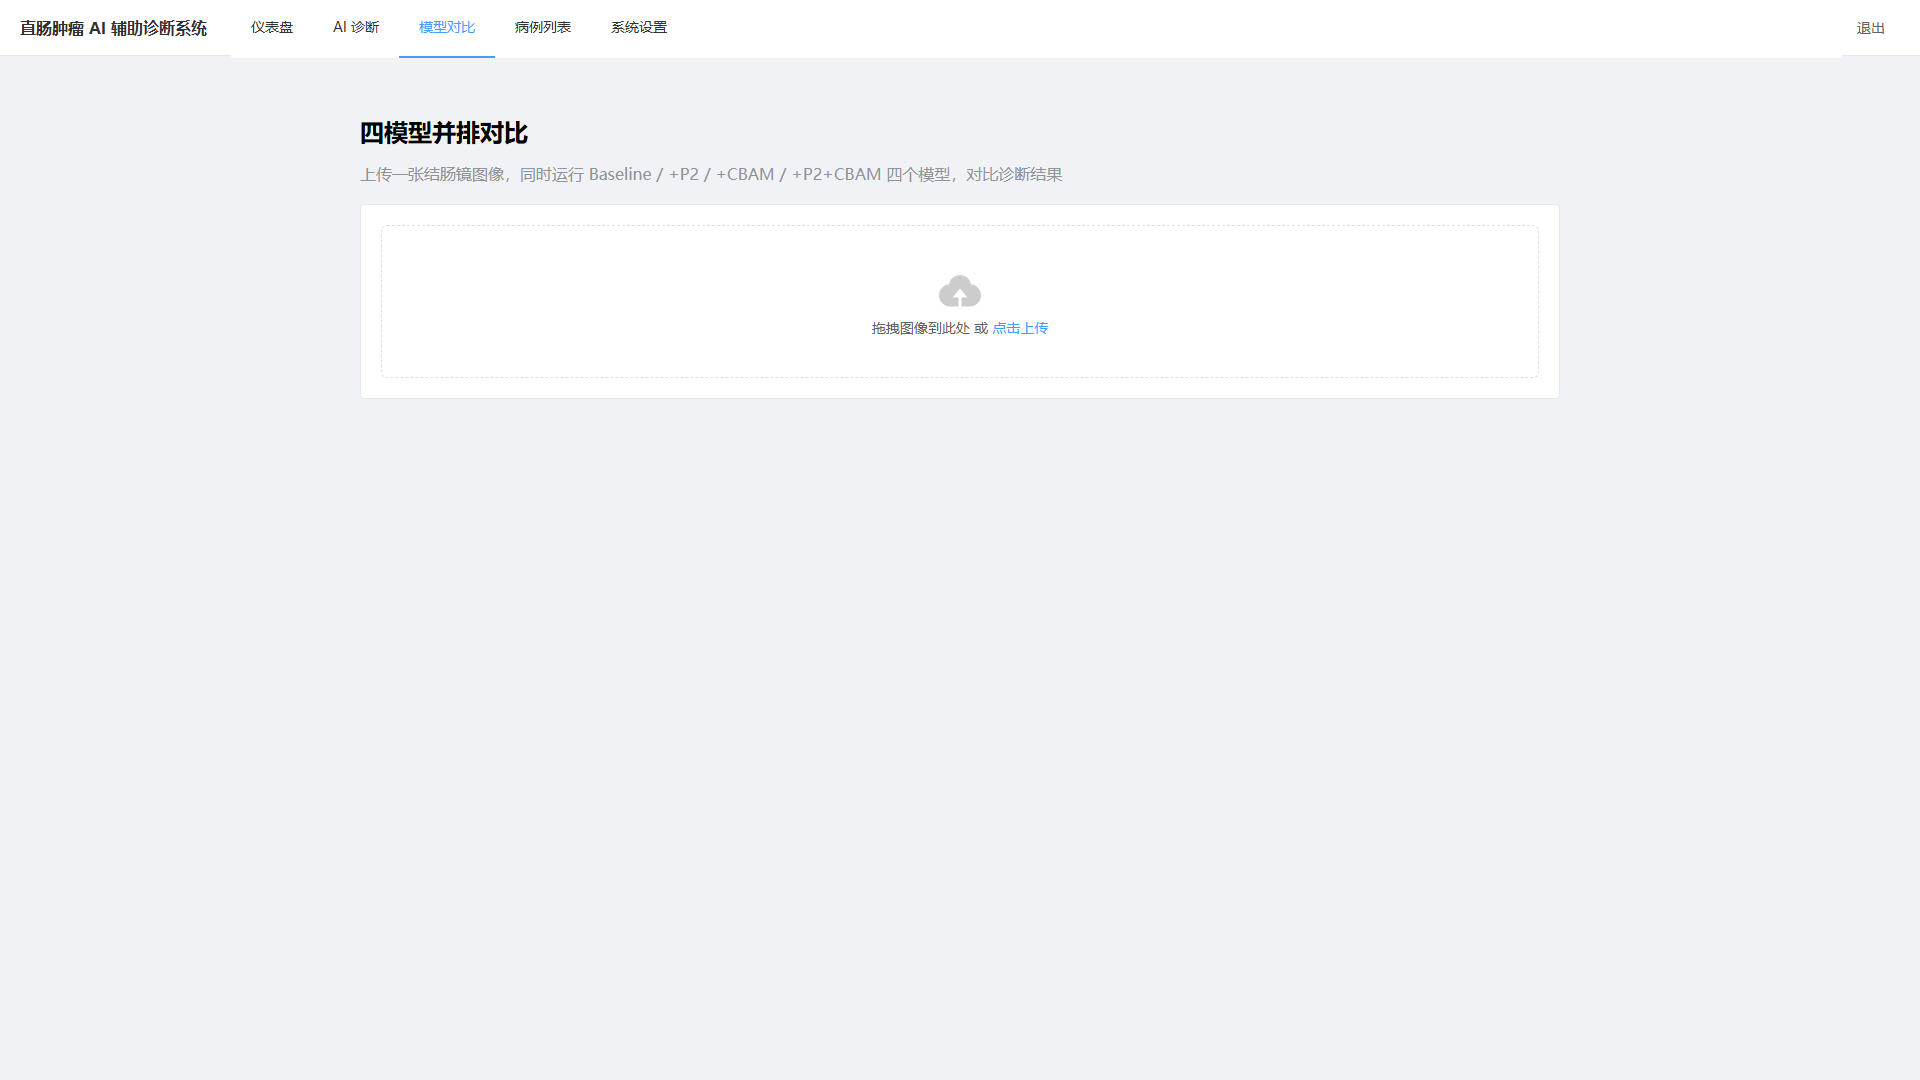 直肠肿瘤 AI 辅助诊断系统 仪表盘 AI 诊断 模型对比 病例列表 系统设置 退出
四模型并排对比
上传一张结肠镜图像，同时运行 Baseline / +P2 / +CBAM / +P2+CBAM 四个模型，对比诊断结果
拖拽图像到此处 或 点击上传